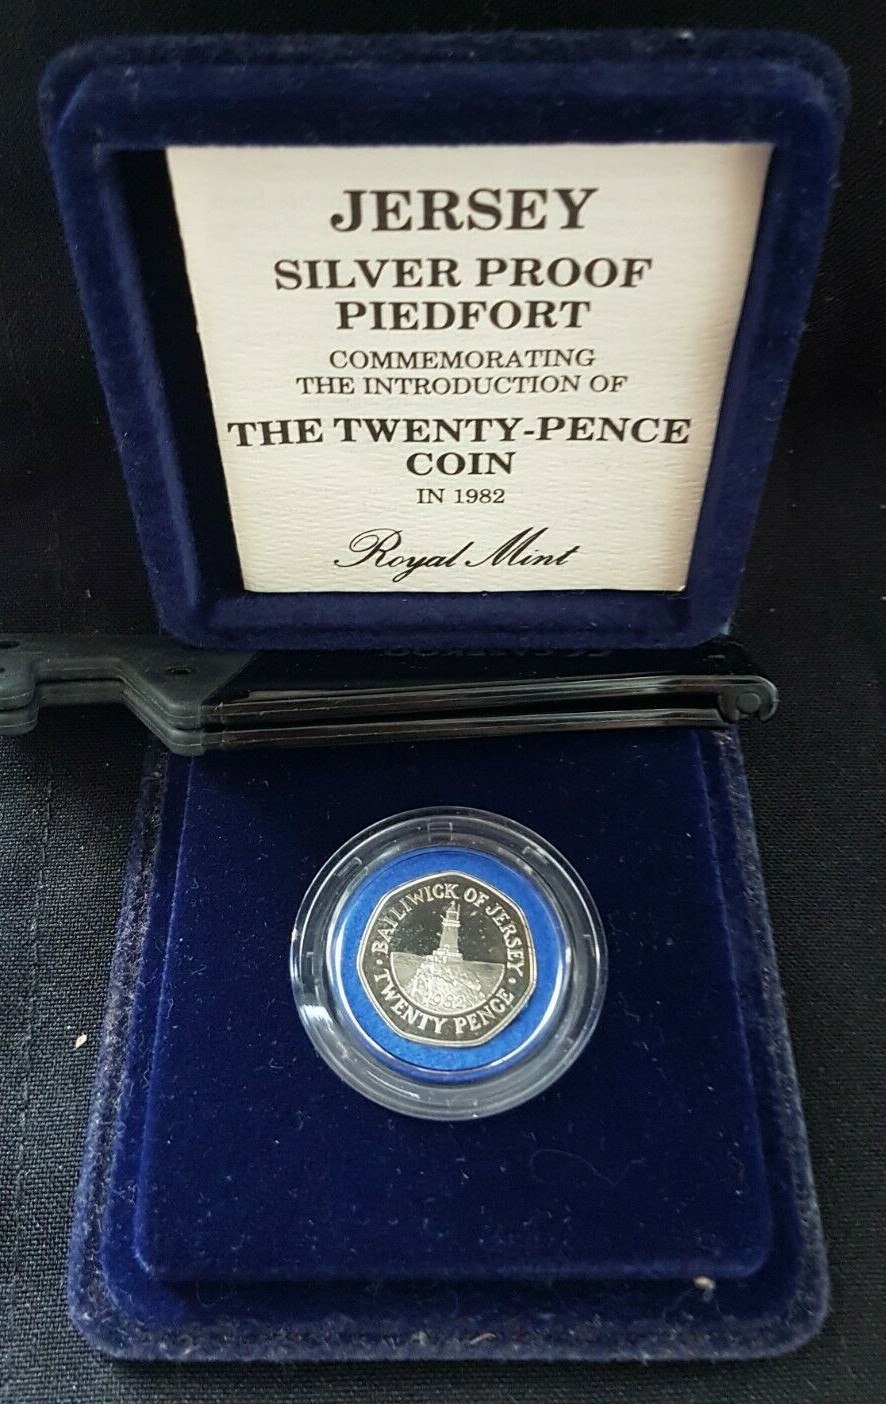 JERSEY
SILVER PROOF
PIEDFORT
COMMEMORATING
THE INTRODUCTION OF
THE TWENTY-PENCE
COIN
IN 1982
Royal Mint
· BAILIWICK OF JERSEY ·
1982
TWENTY PENCE